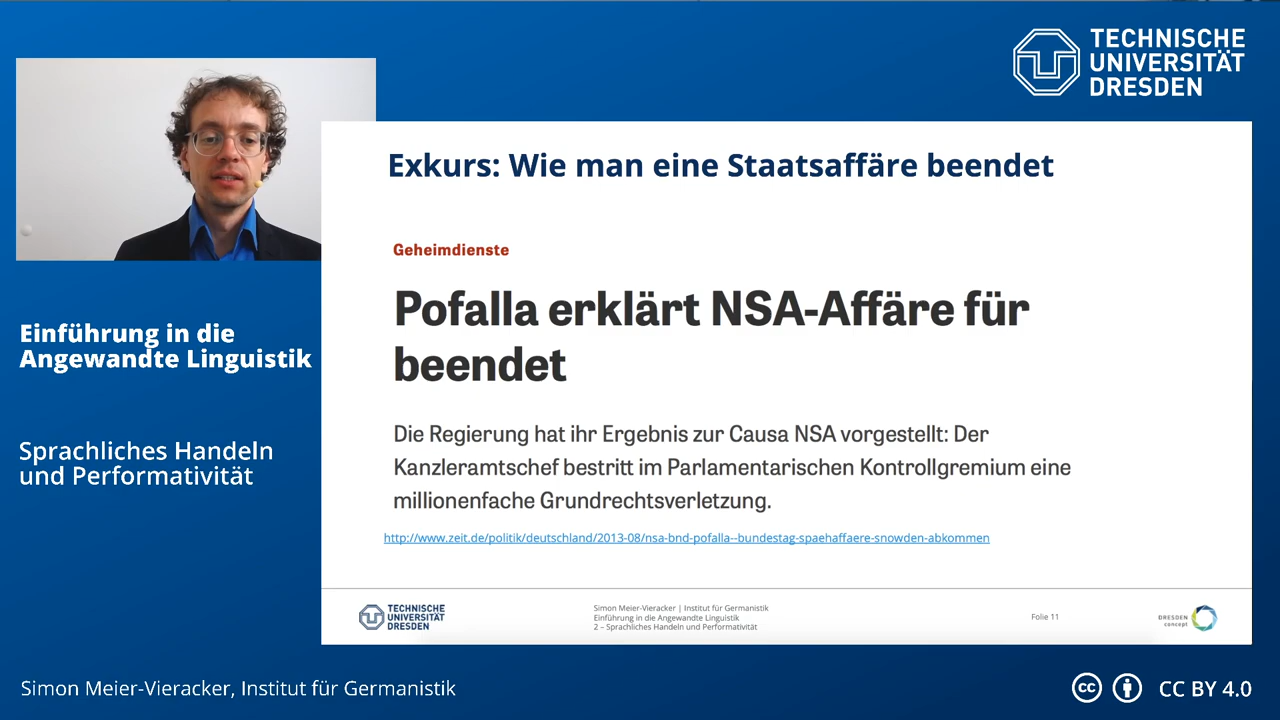 TECHNISCHE
UNIVERSITÄT
DRESDEN
Exkurs: Wie man eine Staatsaffäre beendet
Geheimdienste
Pofalla erklärt NSA-Affäre für
beendet
Die Regierung hat ihr Ergebnis zur Causa NSA vorgestellt: Der
Kanzleramtschef bestritt im Parlamentarischen Kontrollgremium eine
millionenfache Grundrechtsverletzung.
http://www.zeit.de/politik/deutschland/2013-08/nsa-bnd-pofalla--bundestag-spaehaffaere-snowden-abkommen
Einführung in die
Angewandte Linguistik
Sprachliches Handeln
und Performativität
TECHNISCHE
UNIVERSITÄT
DRESDEN
Simon Meier-Vieracker | Institut für Germanistik
Einführung in die Angewandte Linguistik
2 – Sprachliches Handeln und Performativität
Folie 11
DRESDEN
concept
Simon Meier-Vieracker, Institut für Germanistik
cc
CC BY 4.0